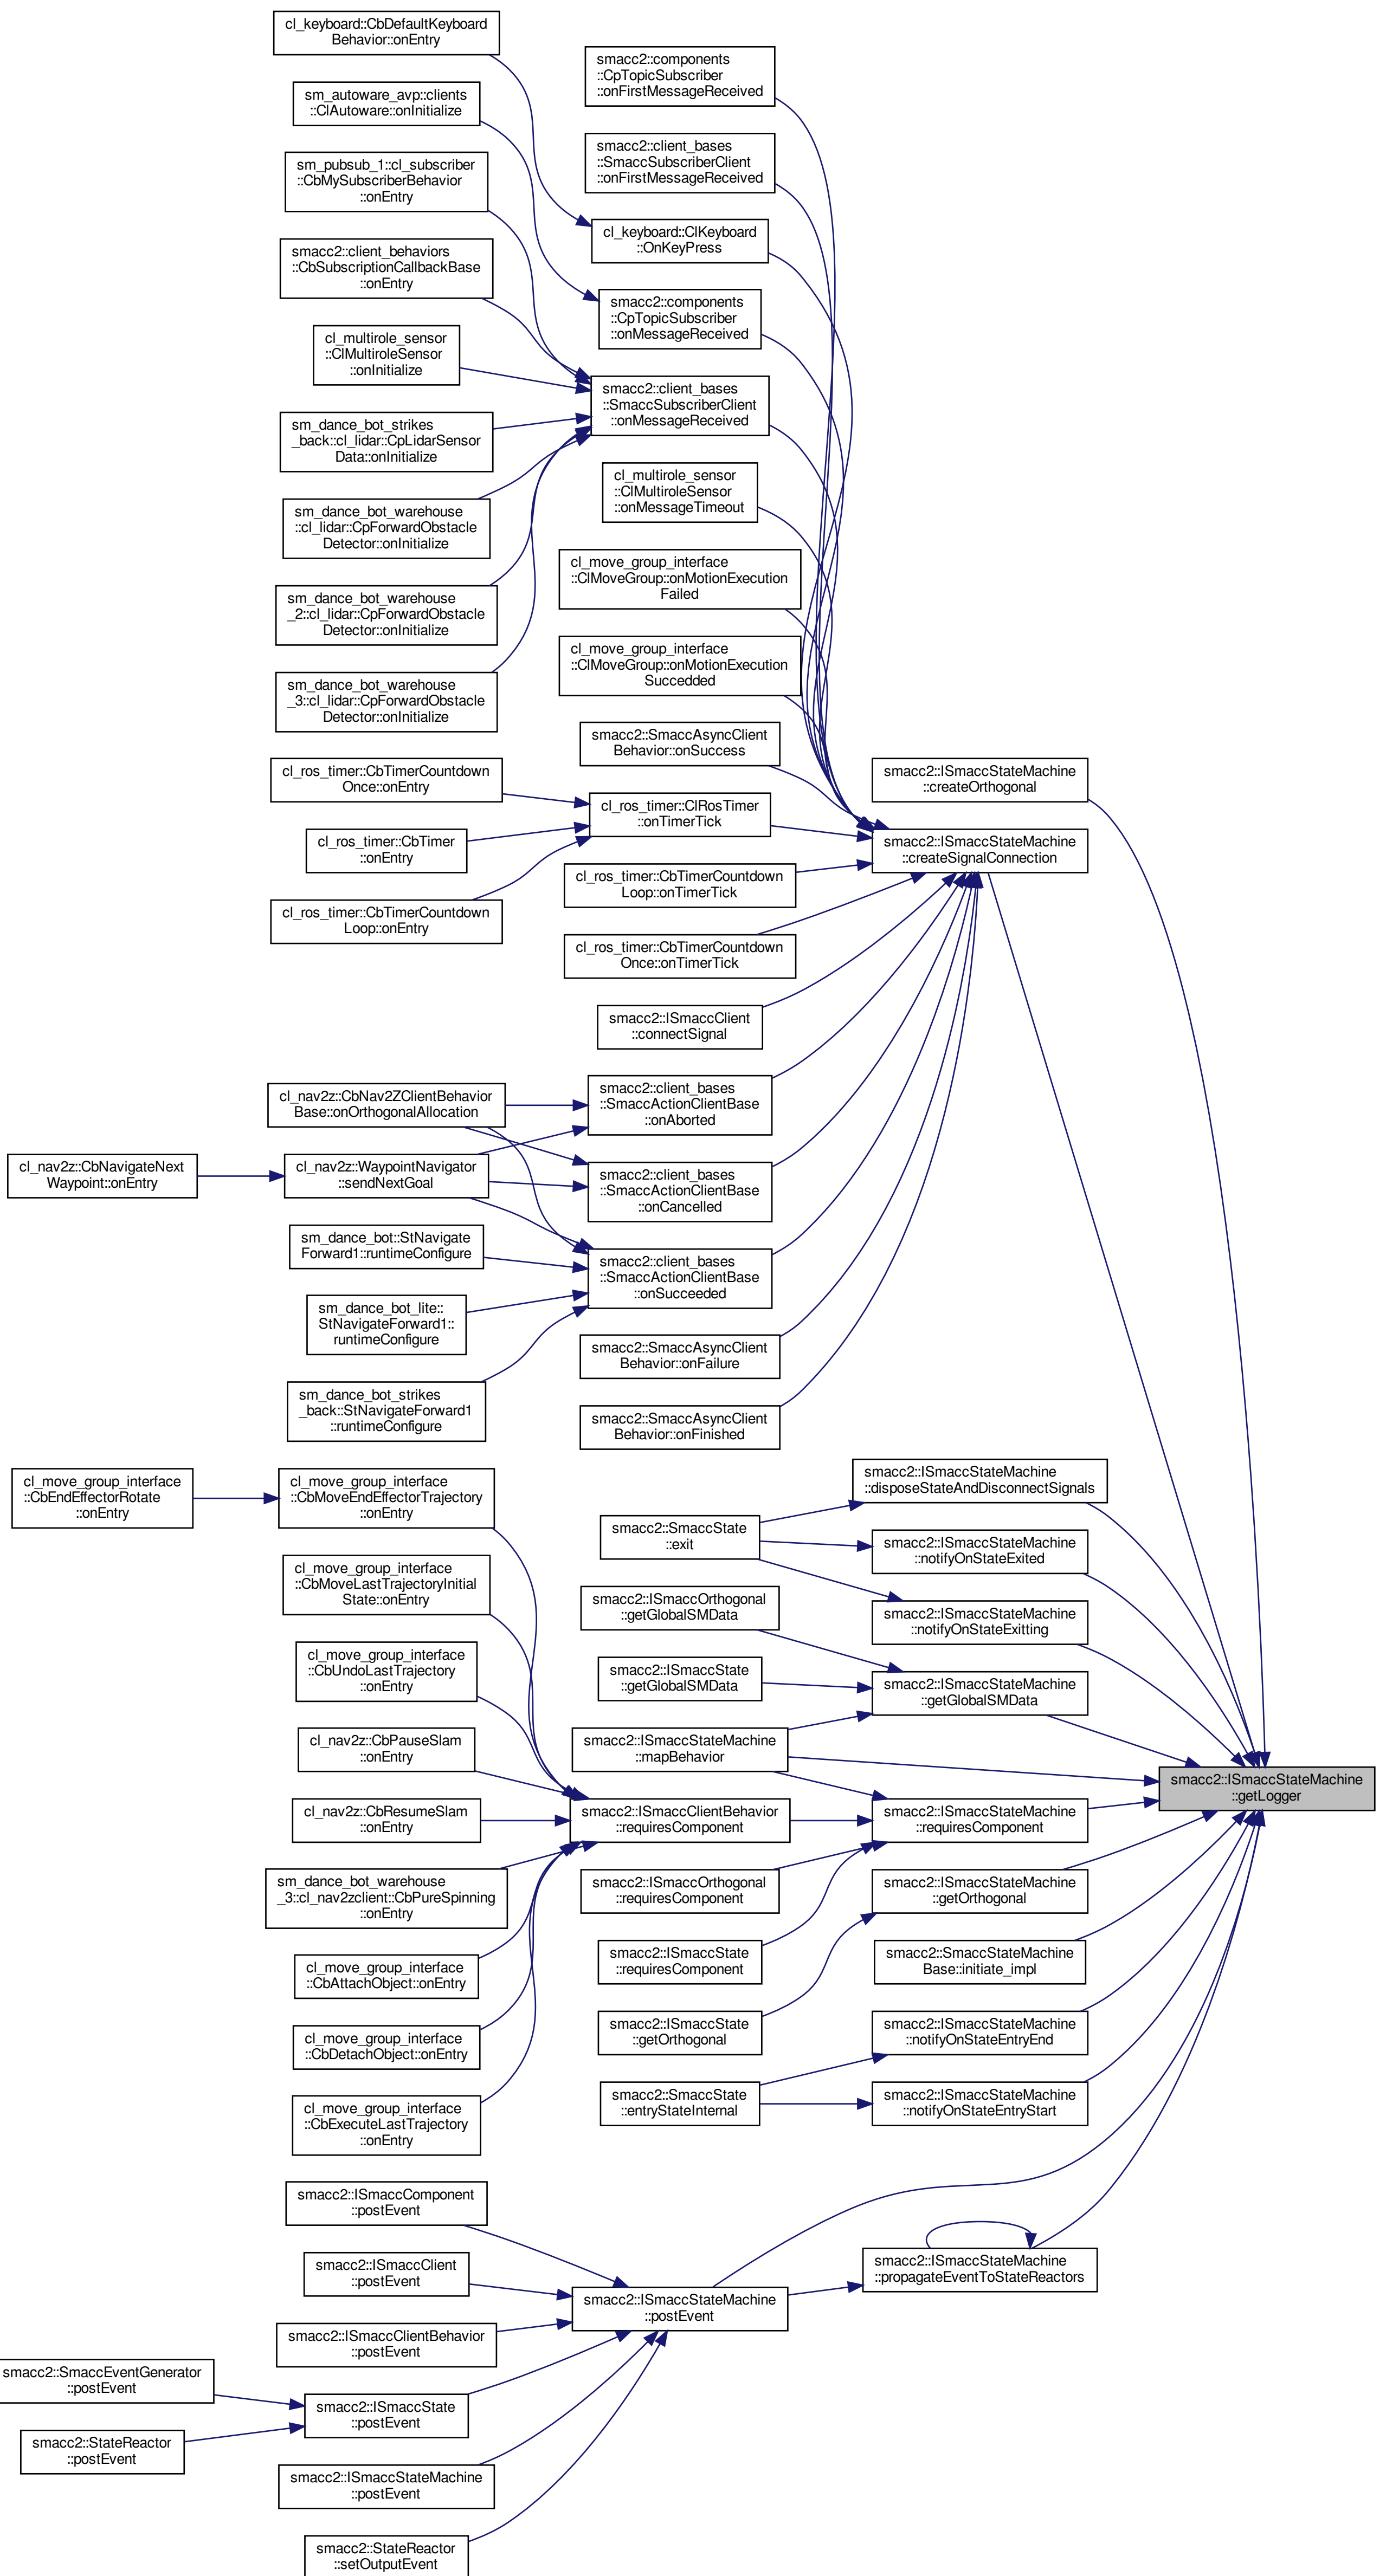 cl_keyboard::CbDefaultKeyboard
Behavior::onEntry
sm_autoware_avp::clients
::ClAutoware::onInitialize
sm_pubsub_1::cl_subscriber
::CbMySubscriberBehavior
::onEntry
smacc2::client_behaviors
::CbSubscriptionCallbackBase
::onEntry
cl_multirole_sensor
::ClMultiroleSensor
::onInitialize
sm_dance_bot_strikes
_back::cl_lidar::CpLidarSensor
Data::onInitialize
sm_dance_bot_warehouse
::cl_lidar::CpForwardObstacle
Detector::onInitialize
sm_dance_bot_warehouse
_2::cl_lidar::CpForwardObstacle
Detector::onInitialize
sm_dance_bot_warehouse
_3::cl_lidar::CpForwardObstacle
Detector::onInitialize
cl_ros_timer::CbTimerCountdown
Once::onEntry
cl_ros_timer::CbTimer
::onEntry
cl_ros_timer::CbTimerCountdown
Loop::onEntry
cl_nav2z::CbNav2ZClientBehavior
Base::onOrthogonalAllocation
cl_nav2z::CbNavigateNext
Waypoint::onEntry
cl_nav2z::WaypointNavigator
::sendNextGoal
sm_dance_bot::StNavigate
Forward1::runtimeConfigure
sm_dance_bot_lite::
StNavigateForward1::
runtimeConfigure
sm_dance_bot_strikes
_back::StNavigateForward1
::runtimeConfigure
cl_move_group_interface
::CbEndEffectorRotate
::onEntry
cl_move_group_interface
::CbMoveEndEffectorTrajectory
::onEntry
cl_move_group_interface
::CbMoveLastTrajectoryInitial
State::onEntry
cl_move_group_interface
::CbUndoLastTrajectory
::onEntry
cl_nav2z::CbPauseSlam
::onEntry
cl_nav2z::CbResumeSlam
::onEntry
sm_dance_bot_warehouse
_3::cl_nav2zclient::CbPureSpinning
::onEntry
cl_move_group_interface
::CbAttachObject::onEntry
cl_move_group_interface
::CbDetachObject::onEntry
cl_move_group_interface
::CbExecuteLastTrajectory
::onEntry
smacc2::ISmaccComponent
::postEvent
smacc2::ISmaccClient
::postEvent
smacc2::ISmaccClientBehavior
::postEvent
smacc2::SmaccEventGenerator
::postEvent
smacc2::StateReactor
::postEvent
smacc2::ISmaccState
::postEvent
smacc2::ISmaccStateMachine
::postEvent
smacc2::StateReactor
::setOutputEvent
smacc2::components
::CpTopicSubscriber
::onFirstMessageReceived
smacc2::client_bases
::SmaccSubscriberClient
::onFirstMessageReceived
cl_keyboard::ClKeyboard
::OnKeyPress
smacc2::components
::CpTopicSubscriber
::onMessageReceived
smacc2::client_bases
::SmaccSubscriberClient
::onMessageReceived
cl_multirole_sensor
::ClMultiroleSensor
::onMessageTimeout
cl_move_group_interface
::ClMoveGroup::onMotionExecution
Failed
cl_move_group_interface
::ClMoveGroup::onMotionExecution
Succedded
smacc2::SmaccAsyncClient
Behavior::onSuccess
cl_ros_timer::ClRosTimer
::onTimerTick
cl_ros_timer::CbTimerCountdown
Loop::onTimerTick
cl_ros_timer::CbTimerCountdown
Once::onTimerTick
smacc2::ISmaccClient
::connectSignal
smacc2::client_bases
::SmaccActionClientBase
::onAborted
smacc2::client_bases
::SmaccActionClientBase
::onCancelled
smacc2::client_bases
::SmaccActionClientBase
::onSucceeded
smacc2::SmaccAsyncClient
Behavior::onFailure
smacc2::SmaccAsyncClient
Behavior::onFinished
smacc2::SmaccState
::exit
smacc2::ISmaccOrthogonal
::getGlobalSMData
smacc2::ISmaccState
::getGlobalSMData
smacc2::ISmaccStateMachine
::mapBehavior
smacc2::ISmaccClientBehavior
::requiresComponent
smacc2::ISmaccOrthogonal
::requiresComponent
smacc2::ISmaccState
::requiresComponent
smacc2::ISmaccState
::getOrthogonal
smacc2::SmaccState
::entryStateInternal
smacc2::ISmaccStateMachine
::postEvent
smacc2::ISmaccStateMachine
::createOrthogonal
smacc2::ISmaccStateMachine
::createSignalConnection
smacc2::ISmaccStateMachine
::disposeStateAndDisconnectSignals
smacc2::ISmaccStateMachine
::notifyOnStateExited
smacc2::ISmaccStateMachine
::notifyOnStateExitting
smacc2::ISmaccStateMachine
::getGlobalSMData
smacc2::ISmaccStateMachine
::requiresComponent
smacc2::ISmaccStateMachine
::getOrthogonal
smacc2::SmaccStateMachine
Base::initiate_impl
smacc2::ISmaccStateMachine
::notifyOnStateEntryEnd
smacc2::ISmaccStateMachine
::notifyOnStateEntryStart
smacc2::ISmaccStateMachine
::propagateEventToStateReactors
smacc2::ISmaccStateMachine
::getLogger